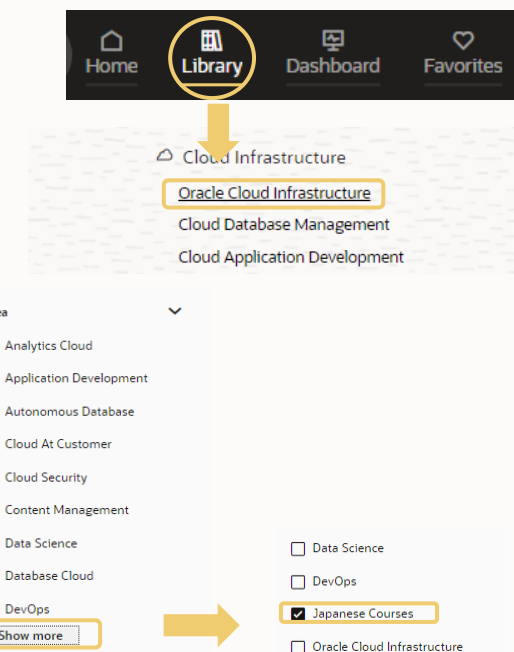 Home Library Dashboard Favorites
Cloud Infrastructure
Oracle Cloud Infrastructure
Cloud Database Management
Cloud Application Development
Analytics Cloud
Application Development
Autonomous Database
Cloud At Customer
Cloud Security
Content Management
Data Science
Database Cloud
DevOps
Show more
Data Science
DevOps
Japanese Courses
Oracle Cloud Infrastructure